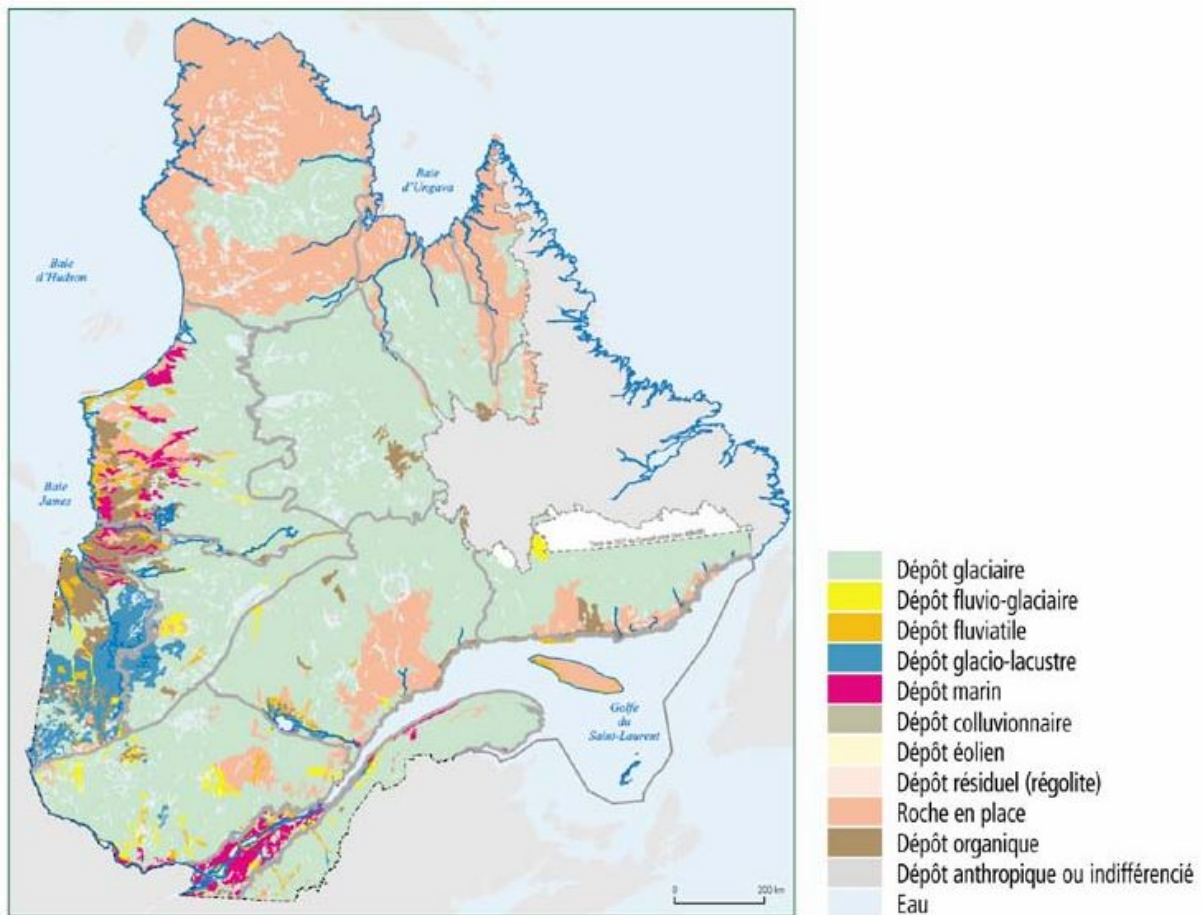 Baie
d'Ungava
Baie
d'Hudson
Baie
James
Golfe
du
Saint-Laurent
0 200 km
Dépôt glaciaire
Dépôt fluvio-glaciaire
Dépôt fluviatile
Dépôt glacio-lacustre
Dépôt marin
Dépôt colluvionnaire
Dépôt éolien
Dépôt résiduel (régolite)
Roche en place
Dépôt organique
Dépôt anthropique ou indifférencié
Eau